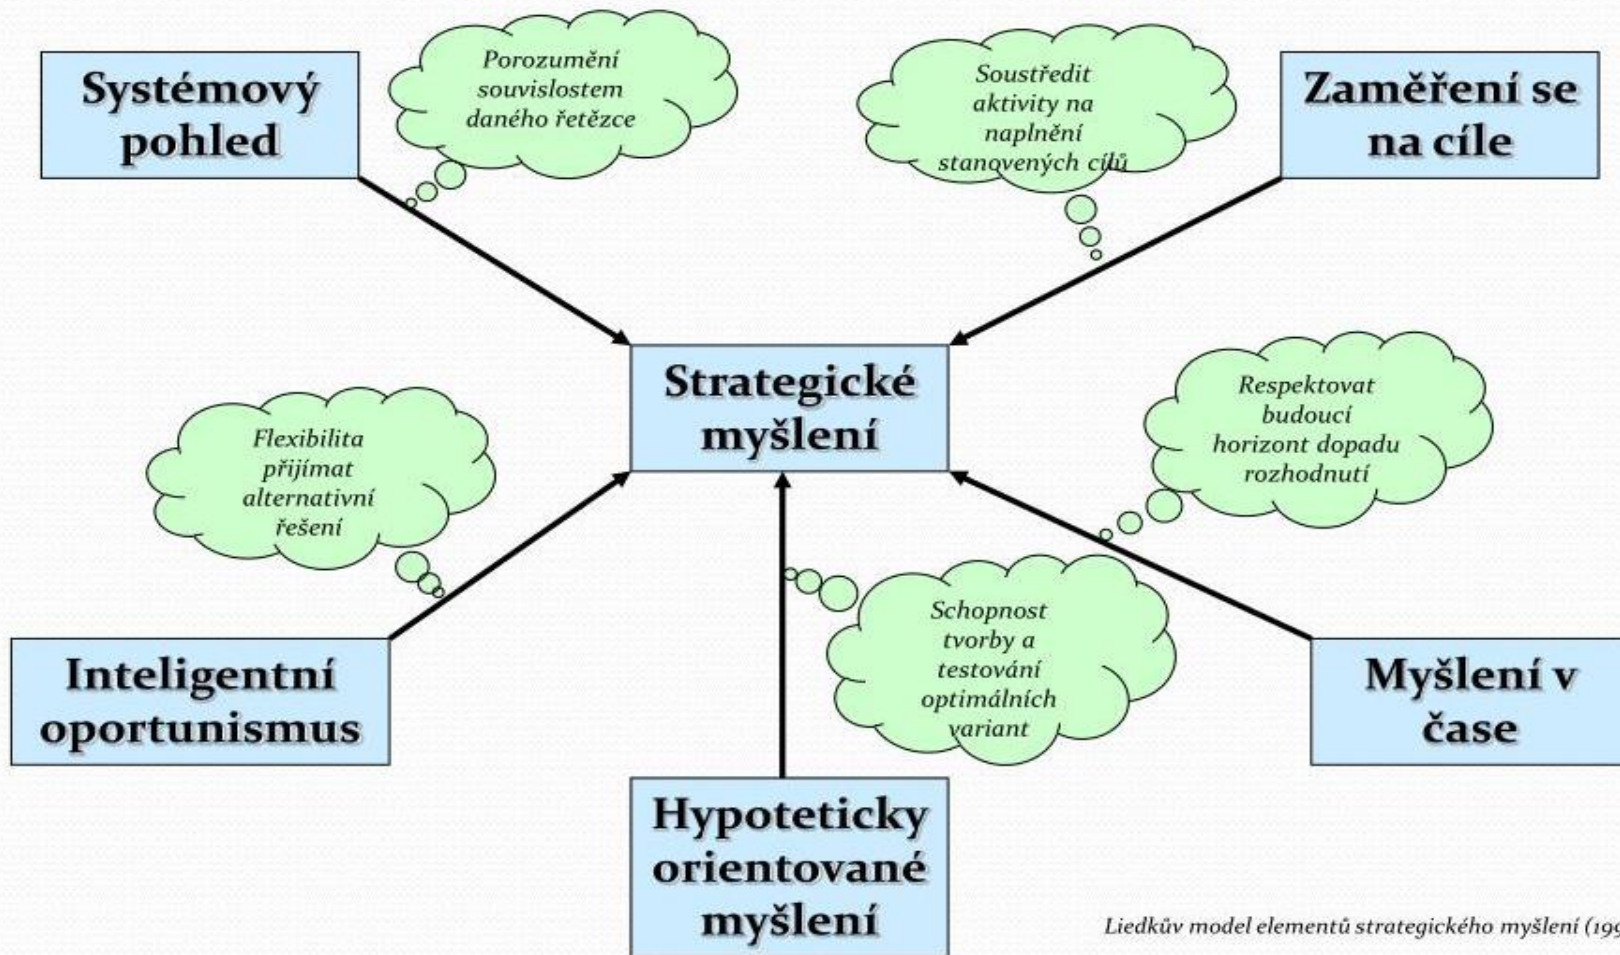 Systémový
pohled
Porozumění
souvislostem
daného řetězce
Soustředit
aktivity na
naplnění
stanovených cílů
Zaměření se
na cíle
Strategické
myšlení
Flexibilita
přijímat
alternativní
řešení
Respektovat
budoucí
horizont dopadu
rozhodnutí
Schopnost
tvorby a
testování
optimálních
variant
Inteligentní
oportunismus
Myšlení v
čase
Hypoteticky
orientované
myšlení
Liedkův model elementů strategického myšlení (199